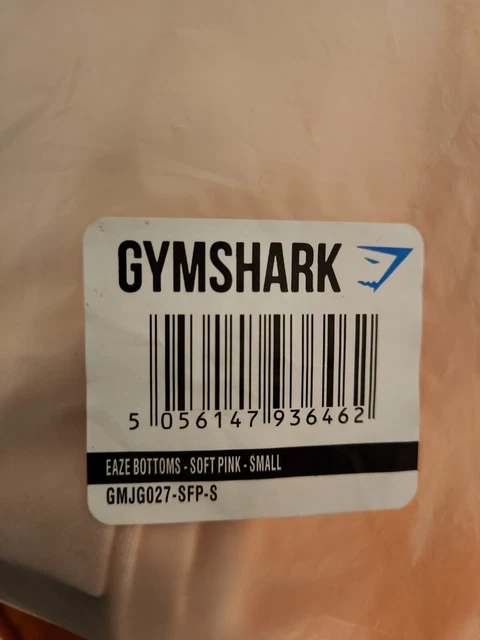 GYMSHARK
5 056147 936462
EAZE BOTTOMS - SOFT PINK - SMALL
GMJG027-SFP-S